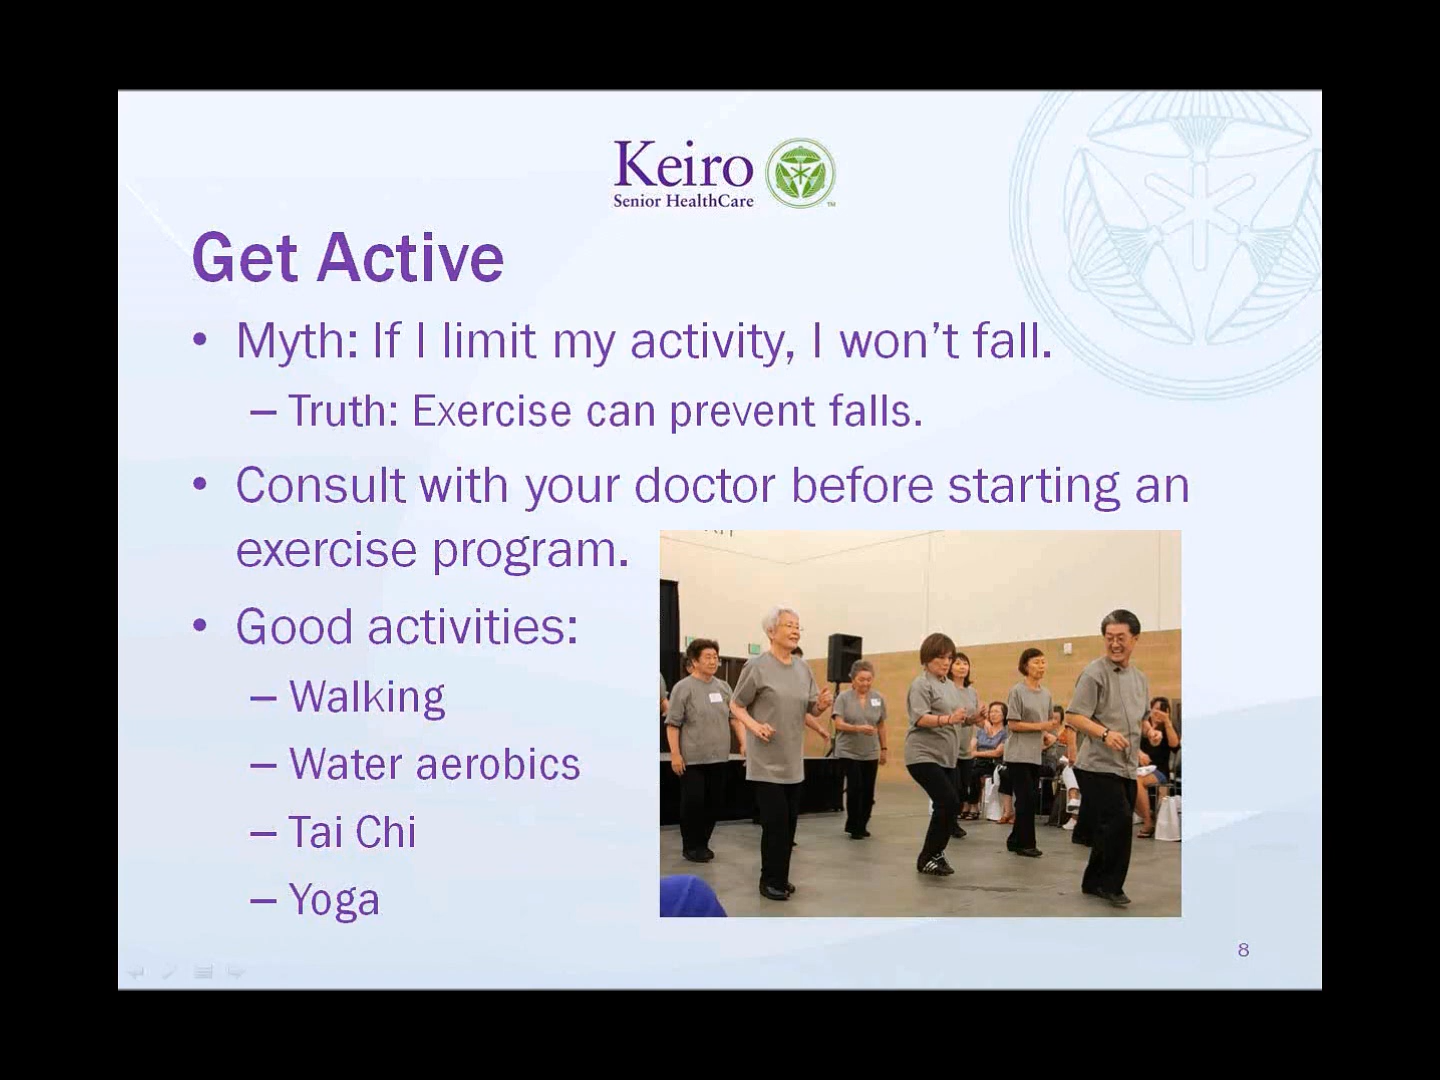 Keiro
Senior HealthCare
TM
Get Active
• Myth: If I limit my activity, I won’t fall.
– Truth: Exercise can prevent falls.
• Consult with your doctor before starting an
exercise program.
• Good activities:
– Walking
– Water aerobics
– Tai Chi
– Yoga
8